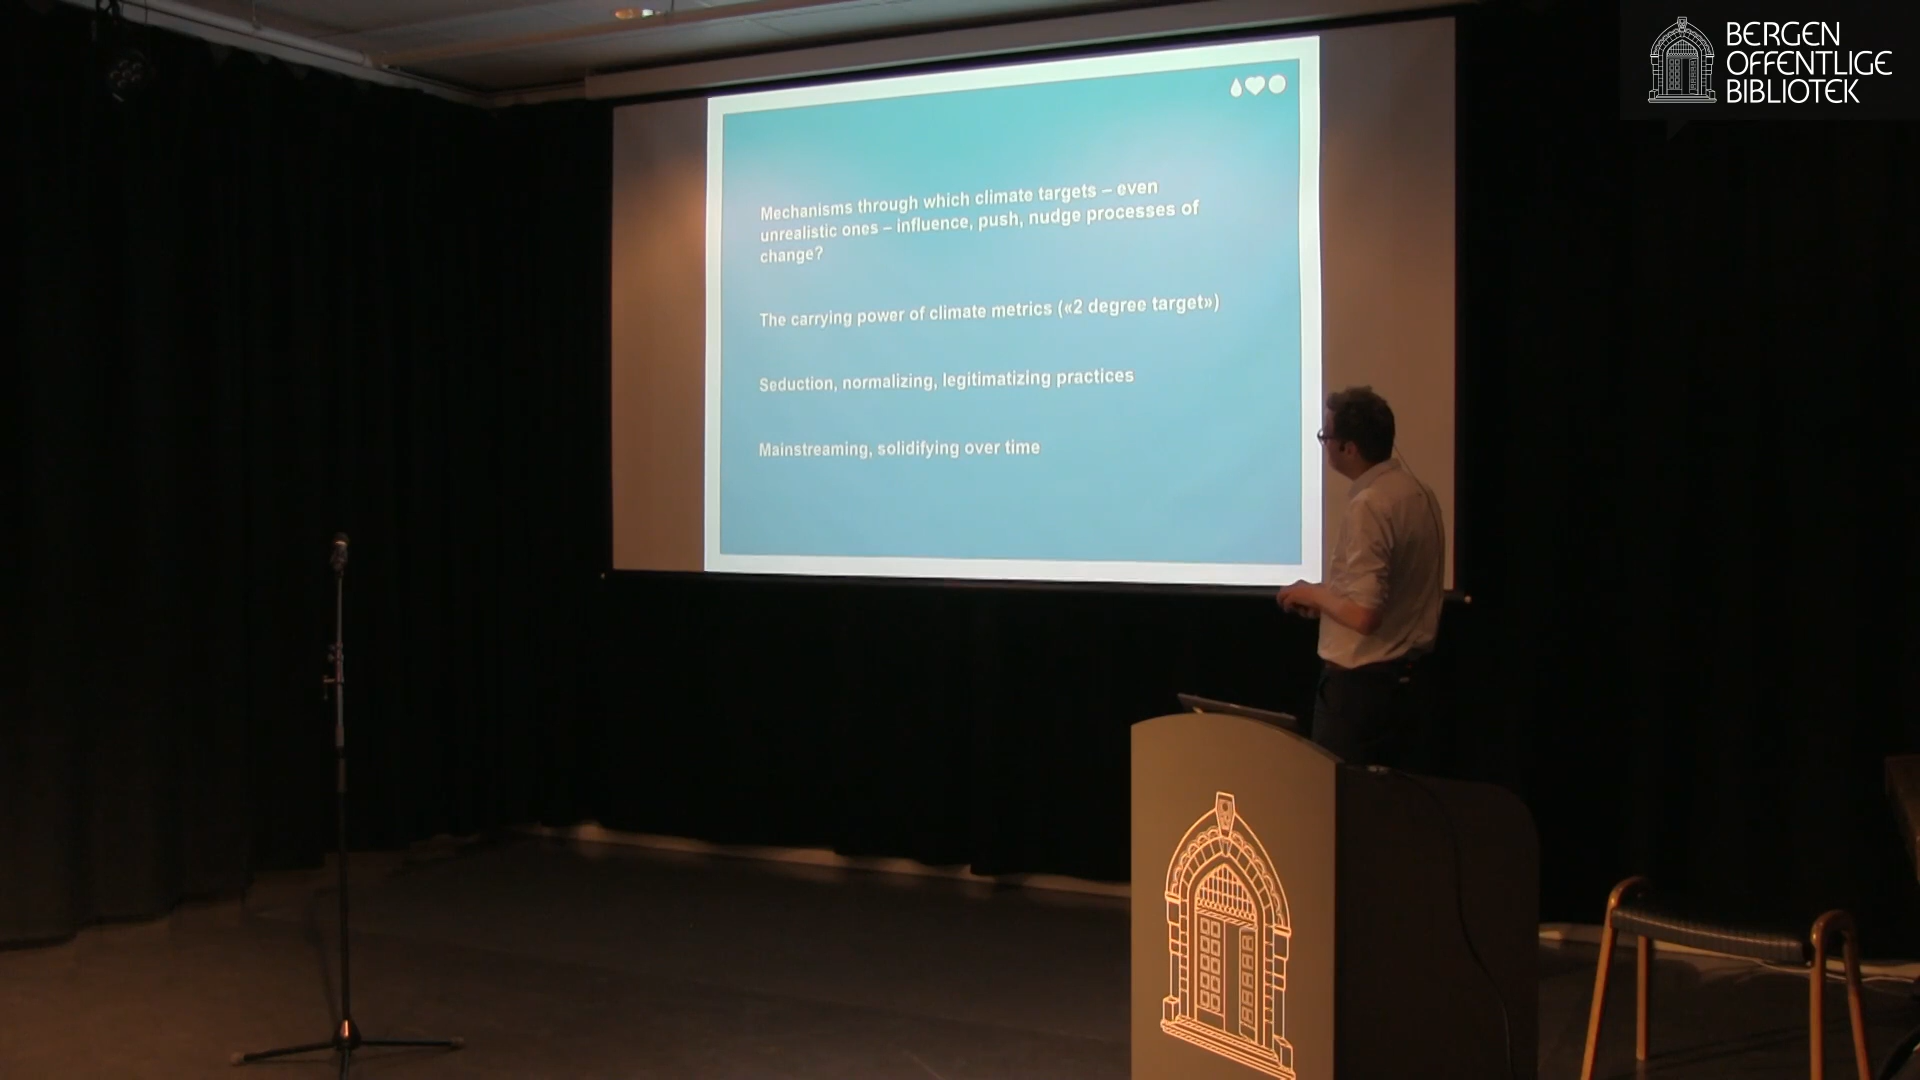 BERGEN
OFFENTLIGE
BIBLIOTEK
Mechanisms through which climate targets – even
unrealistic ones – influence, push, nudge processes of
change?
The carrying power of climate metrics («2 degree target»)
Seduction, normalizing, legitimatizing practices
Mainstreaming, solidifying over time